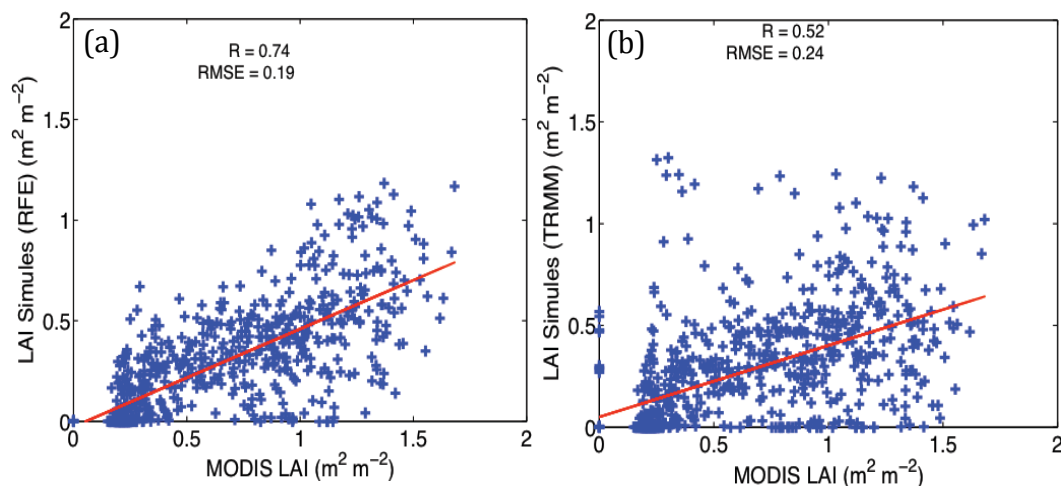 (a)
R = 0.74
RMSE = 0.19
2
1.5
1
0.5
0
LAI Simules (RFE) (m² m⁻²)
0 0.5 1 1.5 2
MODIS LAI (m² m⁻²)
(b)
R = 0.52
RMSE = 0.24
2
1.5
1
0.5
0
LAI Simules (TRMM) (m² m⁻²)
0 0.5 1 1.5 2
MODIS LAI (m² m⁻²)